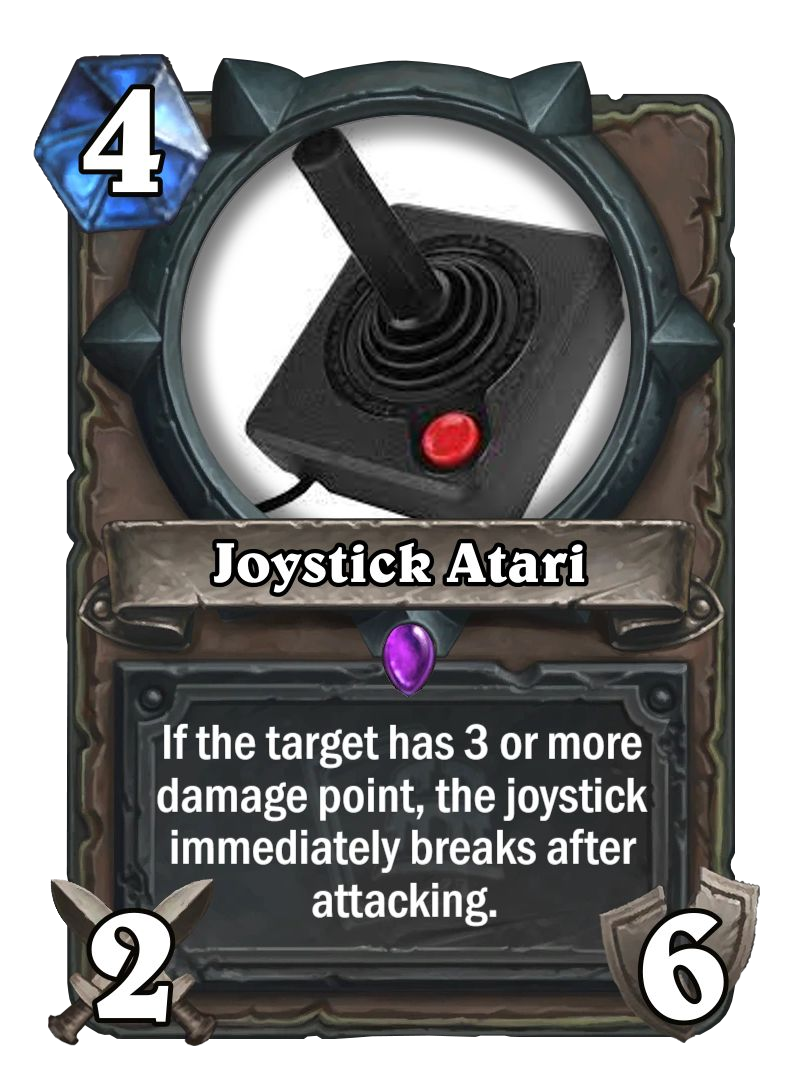 4
Joystick Atari
If the target has 3 or more
damage point, the joystick
immediately breaks after
attacking.
2
6